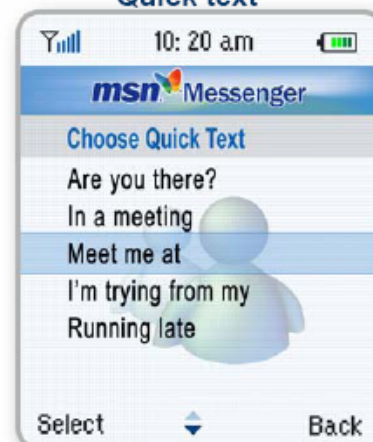 Quick text
10: 20 am
msn Messenger
Choose Quick Text
Are you there?
In a meeting
Meet me at
I'm trying from my
Running late
Select Back